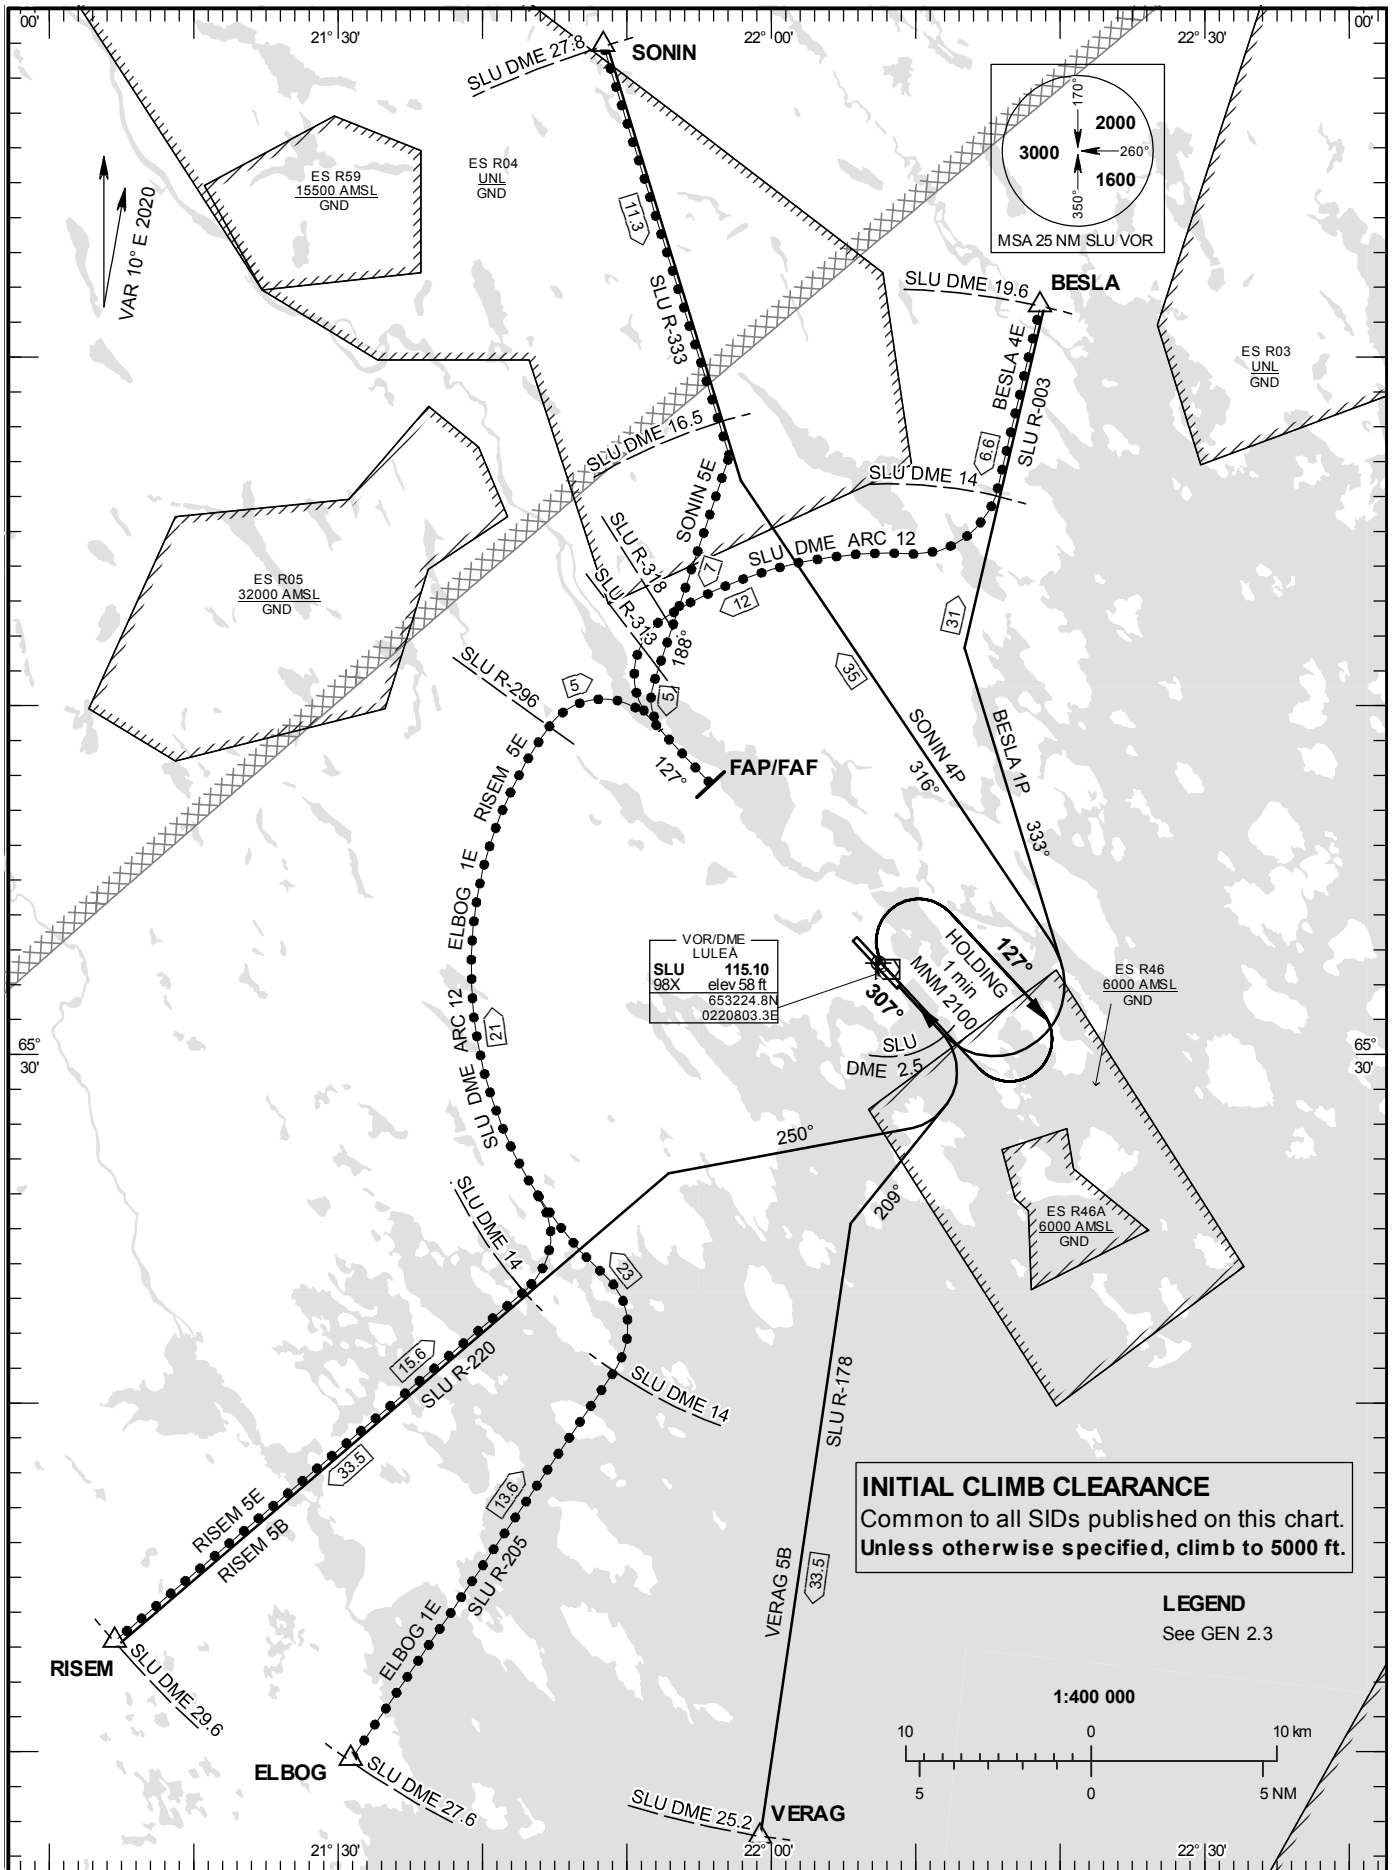 00'
21° 30'
22° 00'
22° 30'
00'
SLU DME 27.8
SONIN
170°
2000
3000
260°
1600
350°
MSA 25 NM SLU VOR
ES R59
15500 AMSL
GND
ES R04
UNL
GND
VAR 10° E 2020
11.3
SLU R-333
SLU DME 19.6
BESLA
BESLA 4E
SLU R-003
6.6
ES R03
UNL
GND
SLU DME 16.5
SLU DME 14
SONIN 5E
SLU DME ARC 12
SLU R-318
SLU R-313
7
12
188°
5
ES R05
32000 AMSL
GND
31
35
SLU R-296
5
RISEM 5E
127°
FAP/FAF
SONIN 4P
316°
BESLA 1P
333°
ELBOG 1E
VOR/DME
LULEÅ
SLU 115.10
98X elev 58 ft
653224.8N
0220803.3E
HOLDING
1 min
MNM 2100
127°
307°
ES R46
6000 AMSL
GND
SLU
DME 2.5
65°
30'
65°
30'
SLU DME ARC 12
21
250°
209°
SLU DME 14
ES R46A
6000 AMSL
GND
23
15.6
SLU R-220
SLU DME 14
SLU R-178
33.5
RISEM 5E
RISEM 5B
13.6
SLU R-205
INITIAL CLIMB CLEARANCE
Common to all SIDs published on this chart.
Unless otherwise specified, climb to 5000 ft.
VERAG 5B
33.5
ELBOG 1E
LEGEND
See GEN 2.3
RISEM
SLU DME 29.6
1:400 000
10 0 10 km
5 0 5 NM
ELBOG
SLU DME 27.6
SLU DME 25.2
VERAG
21° 30'
22° 00'
22° 30'